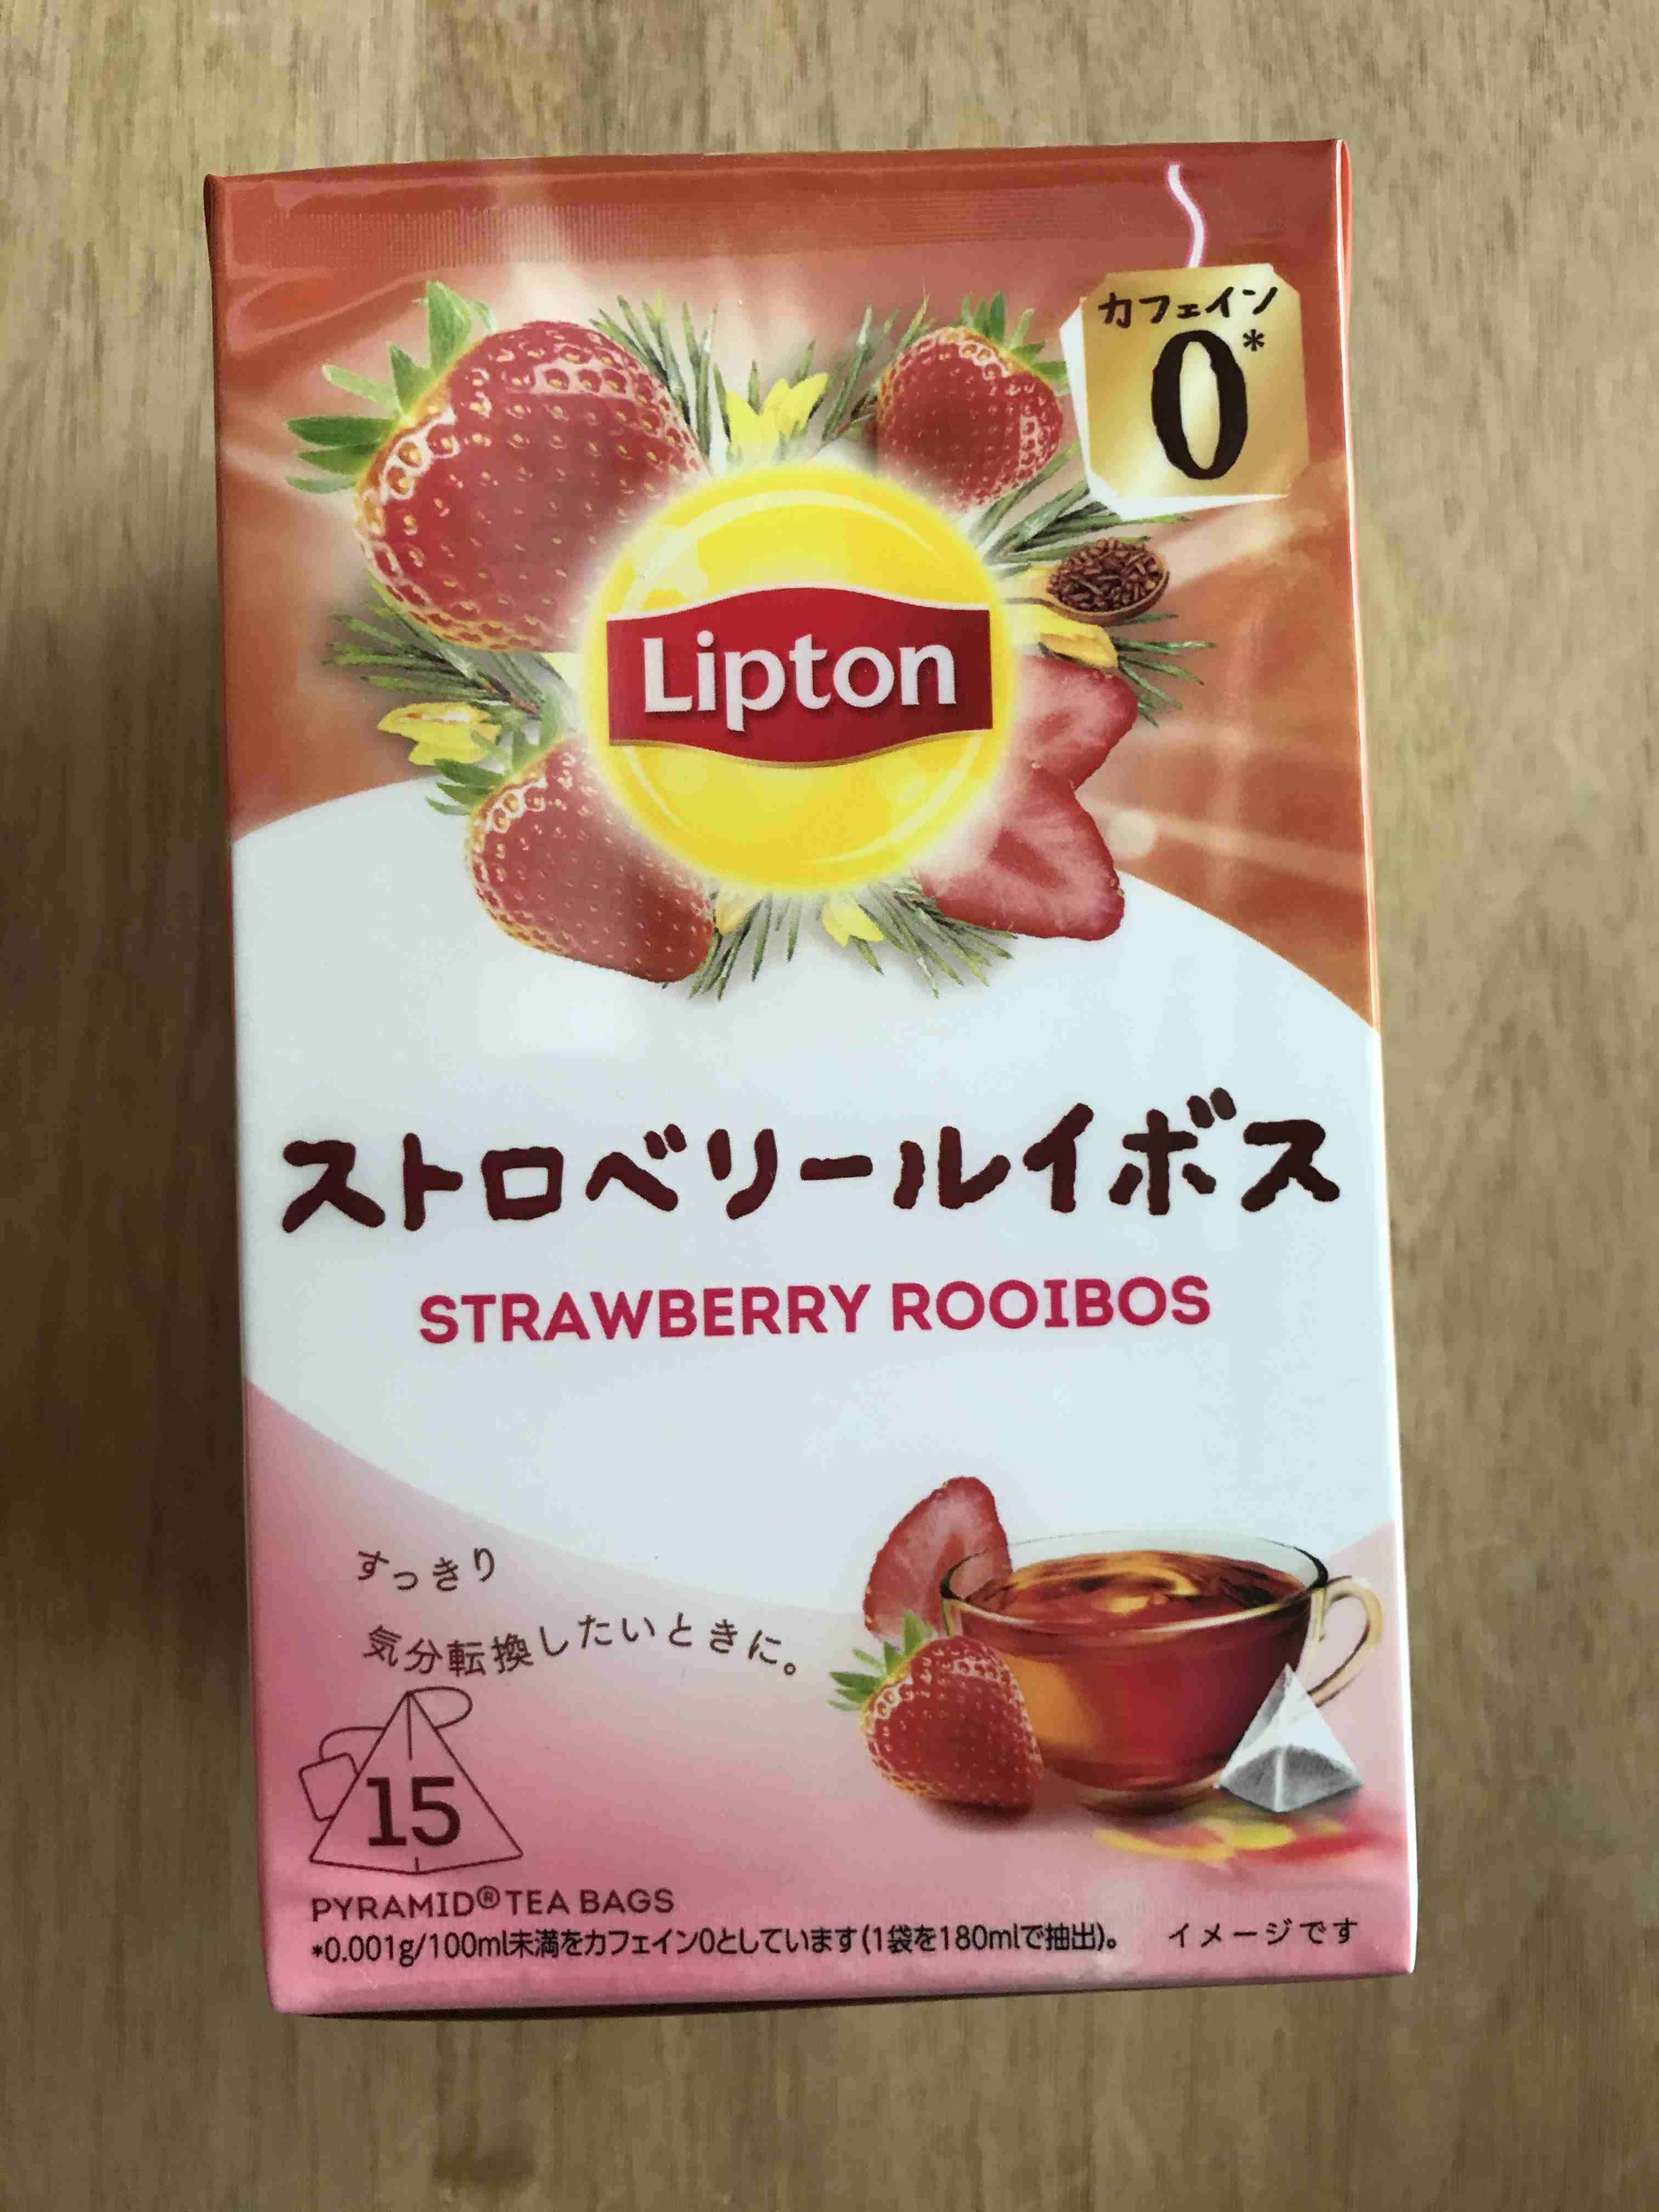 カフェイン
0*
Lipton
ストロベリールイボス
STRAWBERRY ROOIBOS
すっきり
気分転換したいときに。
15
PYRAMID® TEA BAGS
*0.001g/100ml未満をカフェイン0としています(1袋を180mlで抽出)。
イメージです